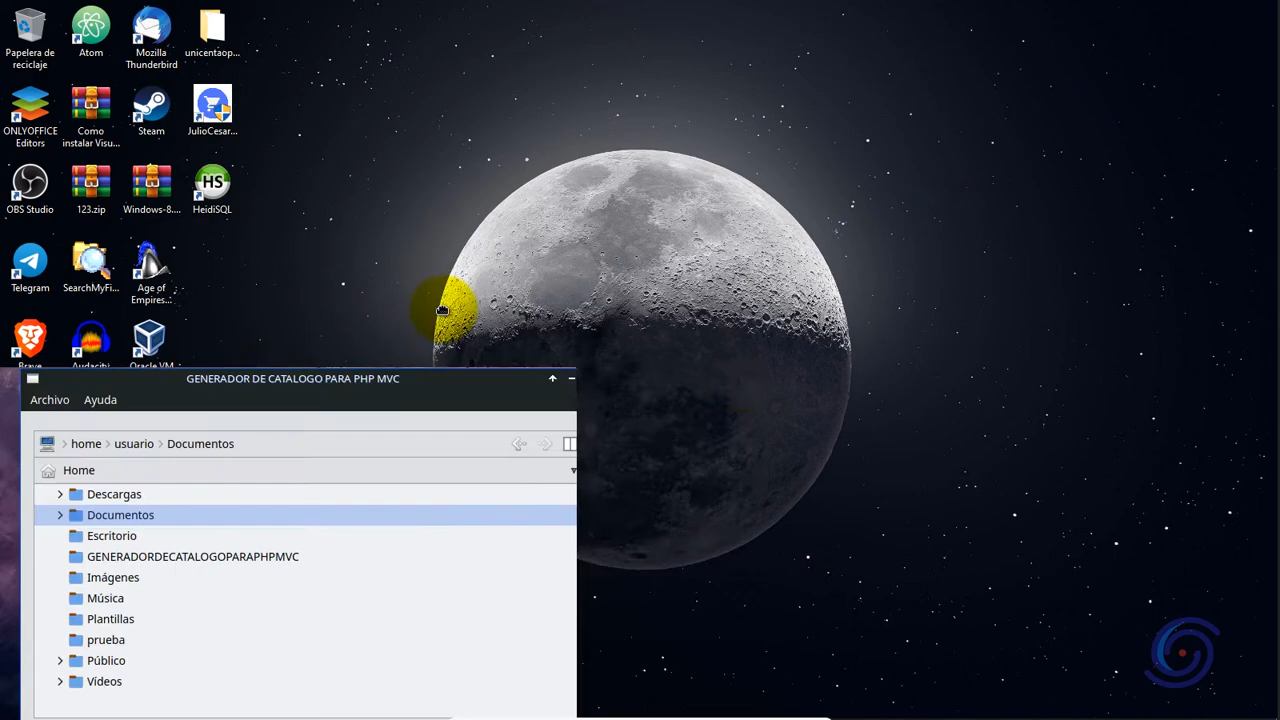 Papelera de
reciclaje
Atom
Mozilla
Thunderbird
unicentaop...
ONLYOFFICE
Editors
Como
instalar Visu...
Steam
JulioCesar...
OBS Studio
123.zip
Windows-8....
HS
HeidiSQL
Telegram
SearchMyFi...
Age of
Empires...
Brave
Audacity
Oracle VM
GENERADOR DE CATALOGO PARA PHP MVC
Archivo
Ayuda
home
usuario
Documentos
Home
Descargas
Documentos
Escritorio
GENERADORDECATALOGOPARAPHPMVC
Imágenes
Música
Plantillas
prueba
Público
Vídeos